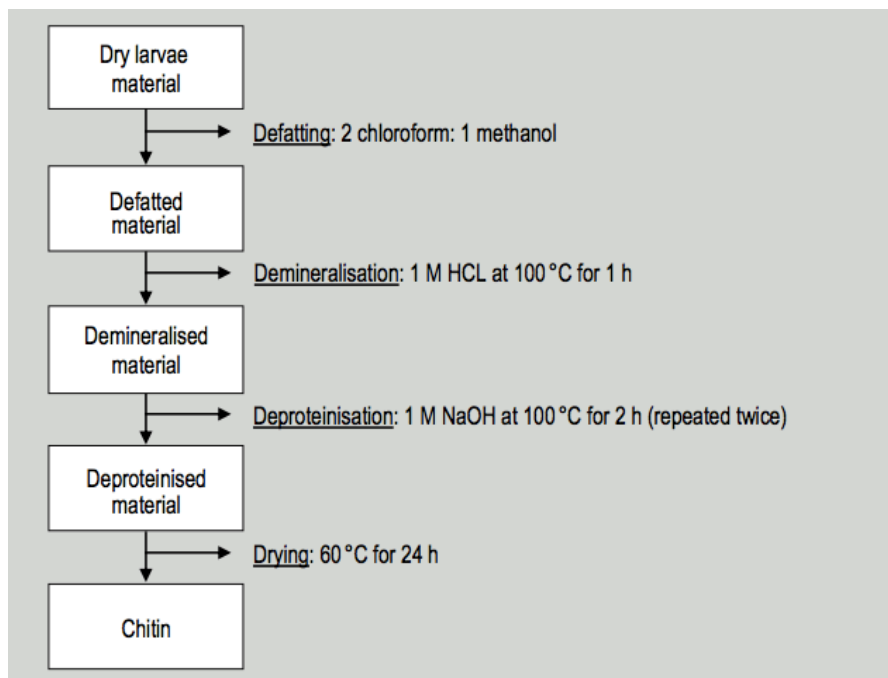 Dry larvae
material
Defatting: 2 chloroform: 1 methanol
Defatted
material
Demineralisation: 1 M HCL at 100 °C for 1 h
Demineralised
material
Deproteinisation: 1 M NaOH at 100 °C for 2 h (repeated twice)
Deproteinised
material
Drying: 60 °C for 24 h
Chitin